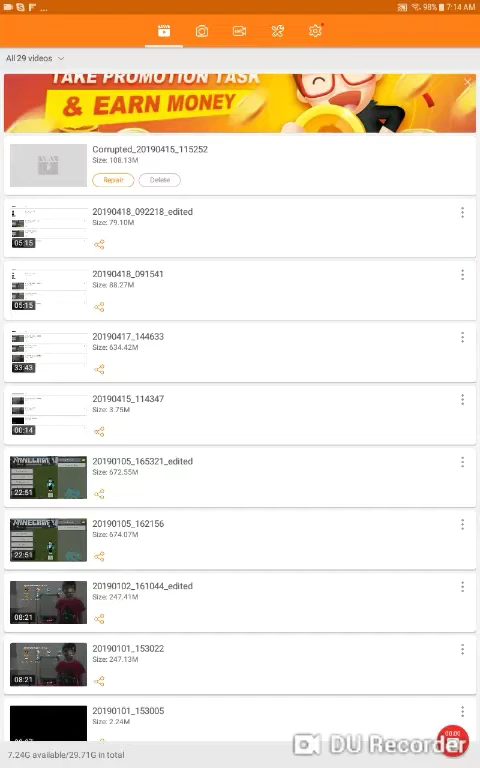 98% 7:14 AM
All 29 videos
TAKE PROMOTION TASK
& EARN MONEY
Corrupted_20190415_115252
Size: 108.13M
Repair Delete
20190418_092218_edited
Size: 79.10M
05:15
20190418_091541
Size: 88.27M
05:15
20190417_144633
Size: 634.42M
33:43
20190415_114347
Size: 3.75M
00:14
20190105_165321_edited
Size: 672.55M
MINECRAFT
22:51
20190105_162156
Size: 674.07M
MINECRAFT
22:51
20190102_161044_edited
Size: 247.41M
08:21
20190101_153022
Size: 247.13M
08:21
20190101_153005
Size: 2.24M
00:00
DU Recorder
7.24G available/29.71G in total